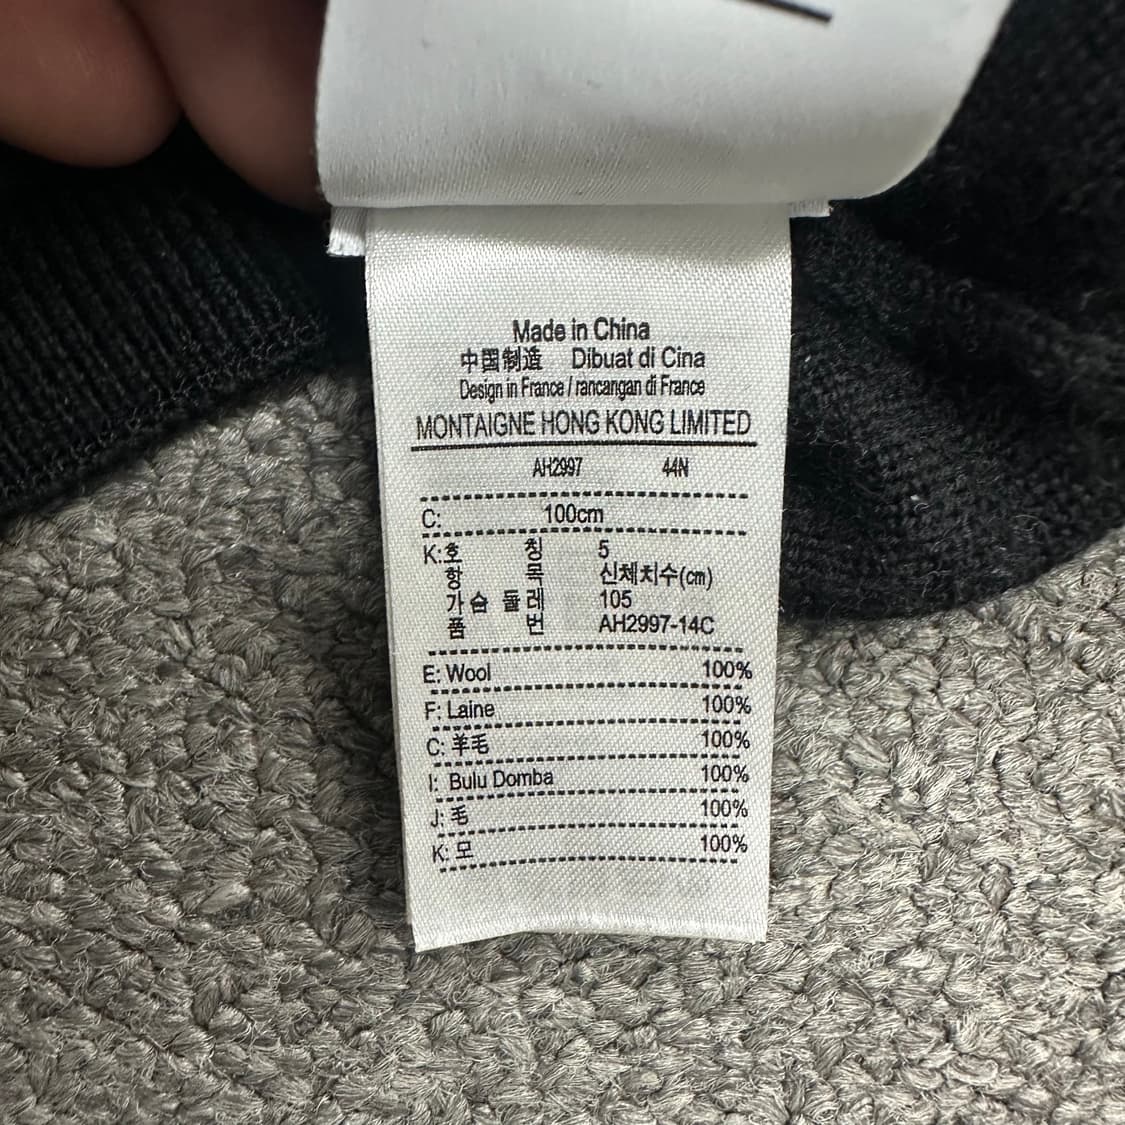 Made in China
中国制造 Dibuat di Cina
Design in France / rancangan di France
MONTAIGNE HONG KONG LIMITED
AH2997 44N
C: 100cm
K:호 칭 5
항 목 신체치수(cm)
가슴 둘레 105
품 번 AH2997-14C
E: Wool 100%
F: Laine 100%
C: 羊毛 100%
I: Bulu Domba 100%
J: 毛 100%
K: 모 100%